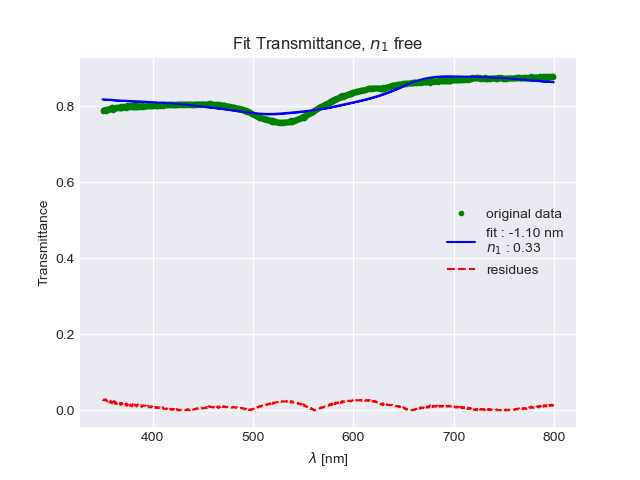 Fit Transmittance, n₁ free
Transmittance
0.8
0.6
0.4
0.2
0.0
original data
fit : -1.10 nm
n₁ : 0.33
residues
400
500
600
700
800
λ [nm]